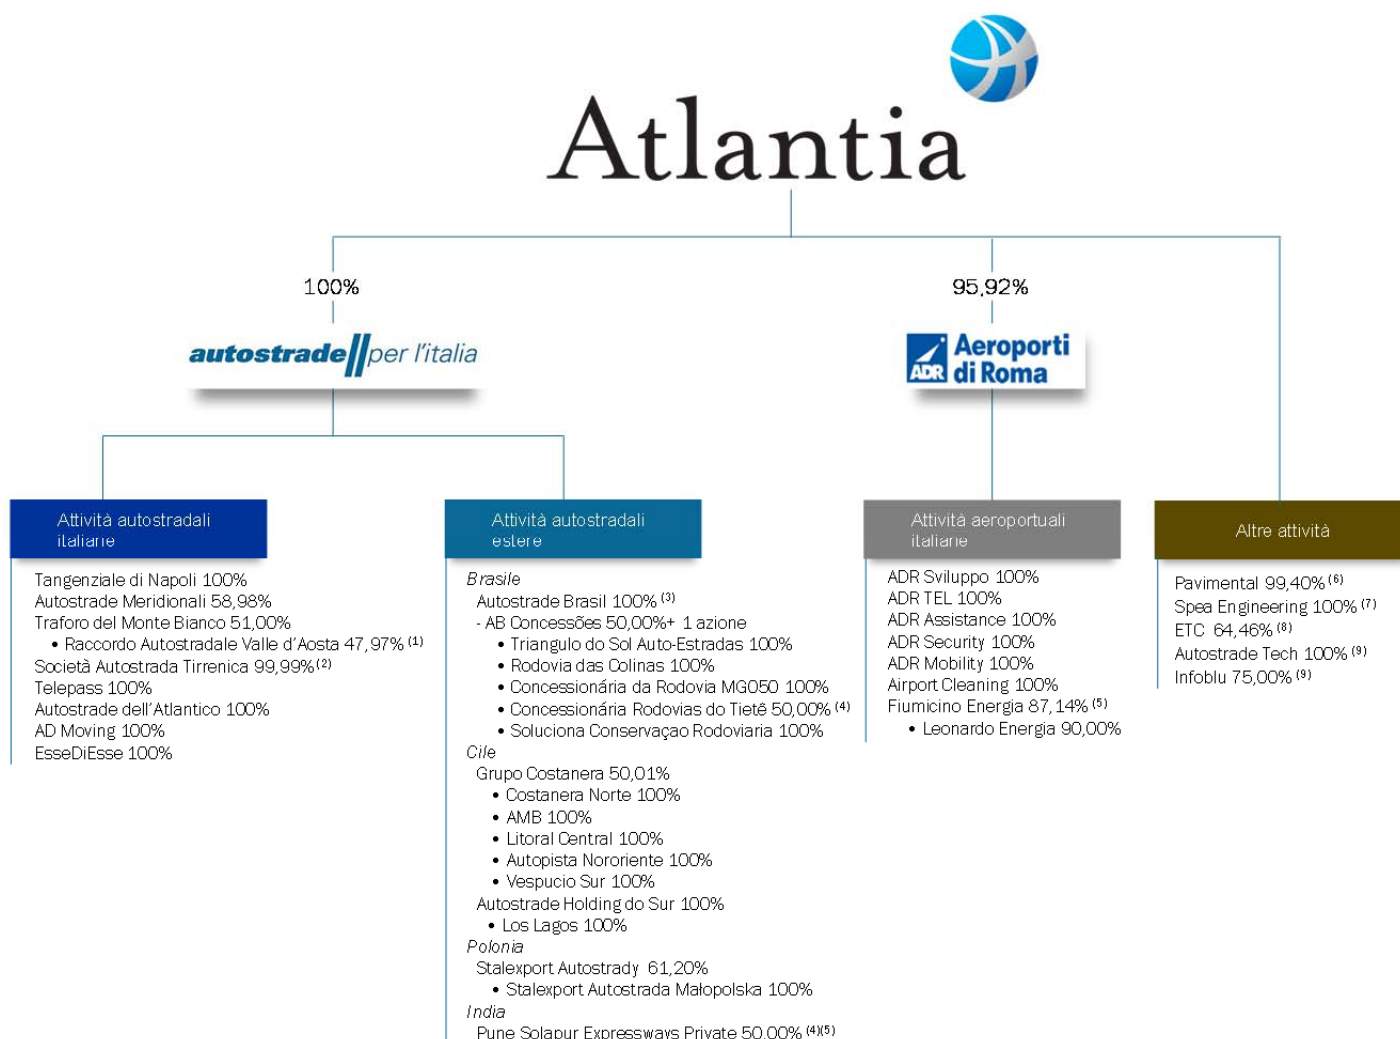 Atlantia
100%
95,92%
autostrade per l'italia
ADR Aeroporti
di Roma
Attività autostradali
italiane
Tangenziale di Napoli 100%
Autostrade Meridionali 58,98%
Traforo del Monte Bianco 51,00%
• Raccordo Autostradale Valle d'Aosta 47,97% (1)
Società Autostrada Tirrenica 99,99% (2)
Telepass 100%
Autostrade dell'Atlantico 100%
AD Moving 100%
EsseDiEsse 100%
Attività autostradali
estere
Brasile
Autostrade Brasil 100% (3)
- AB Concessões 50,00%+ 1 azione
• Triangulo do Sol Auto-Estradas 100%
• Rodovia das Colinas 100%
• Concessionária da Rodovia MG050 100%
• Concessionária Rodovias do Tietê 50,00% (4)
• Soluciona Conservaçao Rodoviaria 100%
Cile
Grupo Costanera 50,01%
• Costanera Norte 100%
• AMB 100%
• Litoral Central 100%
• Autopista Nororiente 100%
• Vespucio Sur 100%
Autostrade Holding do Sur 100%
• Los Lagos 100%
Polonia
Stalexport Autostrady 61,20%
• Stalexport Autostrada Małopolska 100%
India
Pune Solapur Expressways Private 50,00% (4)(5)
Attività aeroportuali
italiane
ADR Sviluppo 100%
ADR TEL 100%
ADR Assistance 100%
ADR Security 100%
ADR Mobility 100%
Airport Cleaning 100%
Fiumicino Energia 87,14% (5)
• Leonardo Energia 90,00%
Altre attività
Pavimental 99,40% (6)
Spea Engineering 100% (7)
ETC 64,46% (8)
Autostrade Tech 100% (9)
Infoblu 75,00% (9)